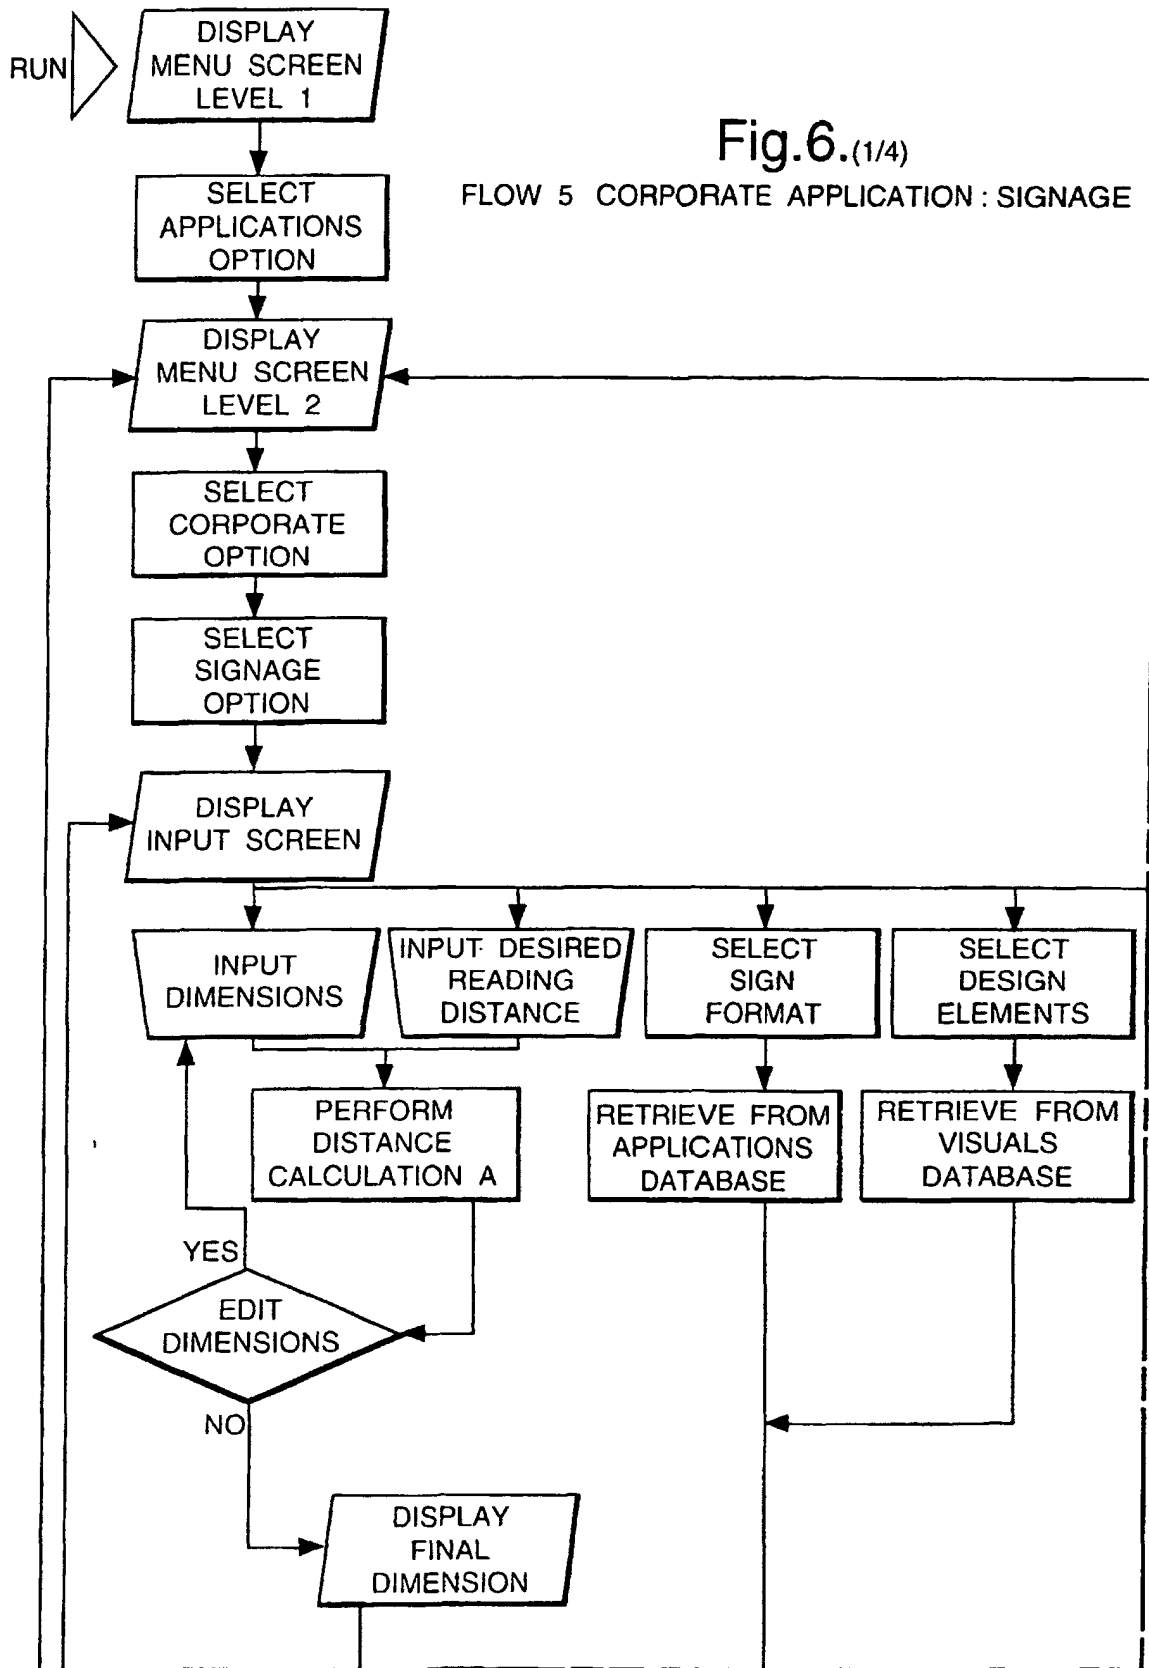 DISPLAY
MENU SCREEN
LEVEL 1
RUN
Fig.6.(1/4)
FLOW 5 CORPORATE APPLICATION : SIGNAGE
SELECT
APPLICATIONS
OPTION
DISPLAY
MENU SCREEN
LEVEL 2
SELECT
CORPORATE
OPTION
SELECT
SIGNAGE
OPTION
DISPLAY
INPUT SCREEN
INPUT
DIMENSIONS
INPUT DESIRED
READING
DISTANCE
SELECT
SIGN
FORMAT
SELECT
DESIGN
ELEMENTS
PERFORM
DISTANCE
CALCULATION A
RETRIEVE FROM
APPLICATIONS
DATABASE
RETRIEVE FROM
VISUALS
DATABASE
YES
EDIT
DIMENSIONS
NO
DISPLAY
FINAL
DIMENSION